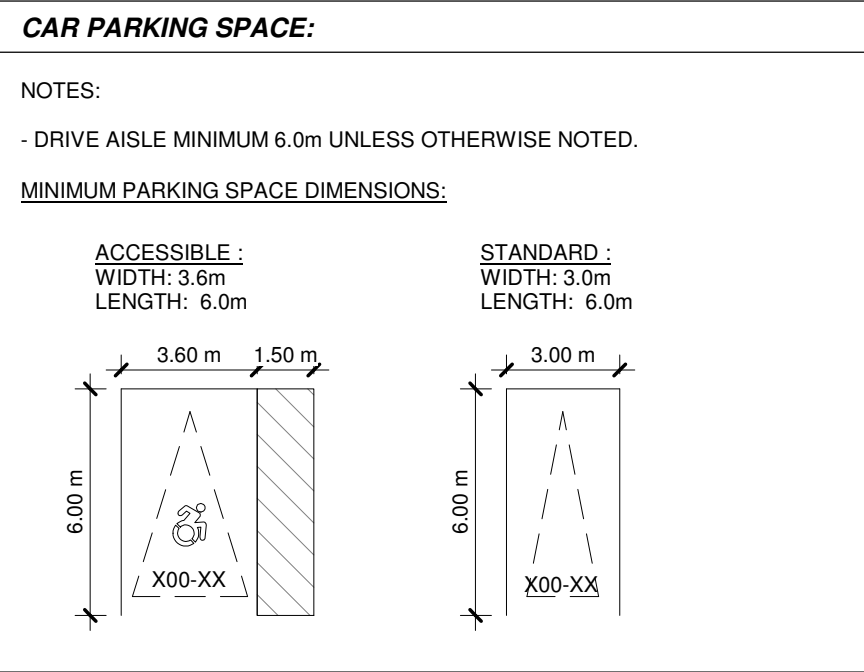 CAR PARKING SPACE:
NOTES:
- DRIVE AISLE MINIMUM 6.0m UNLESS OTHERWISE NOTED.
MINIMUM PARKING SPACE DIMENSIONS:
ACCESSIBLE :
WIDTH: 3.6m
LENGTH: 6.0m
3.60 m
1.50 m
6.00 m
X00-XX
STANDARD :
WIDTH: 3.0m
LENGTH: 6.0m
3.00 m
6.00 m
X00-XX